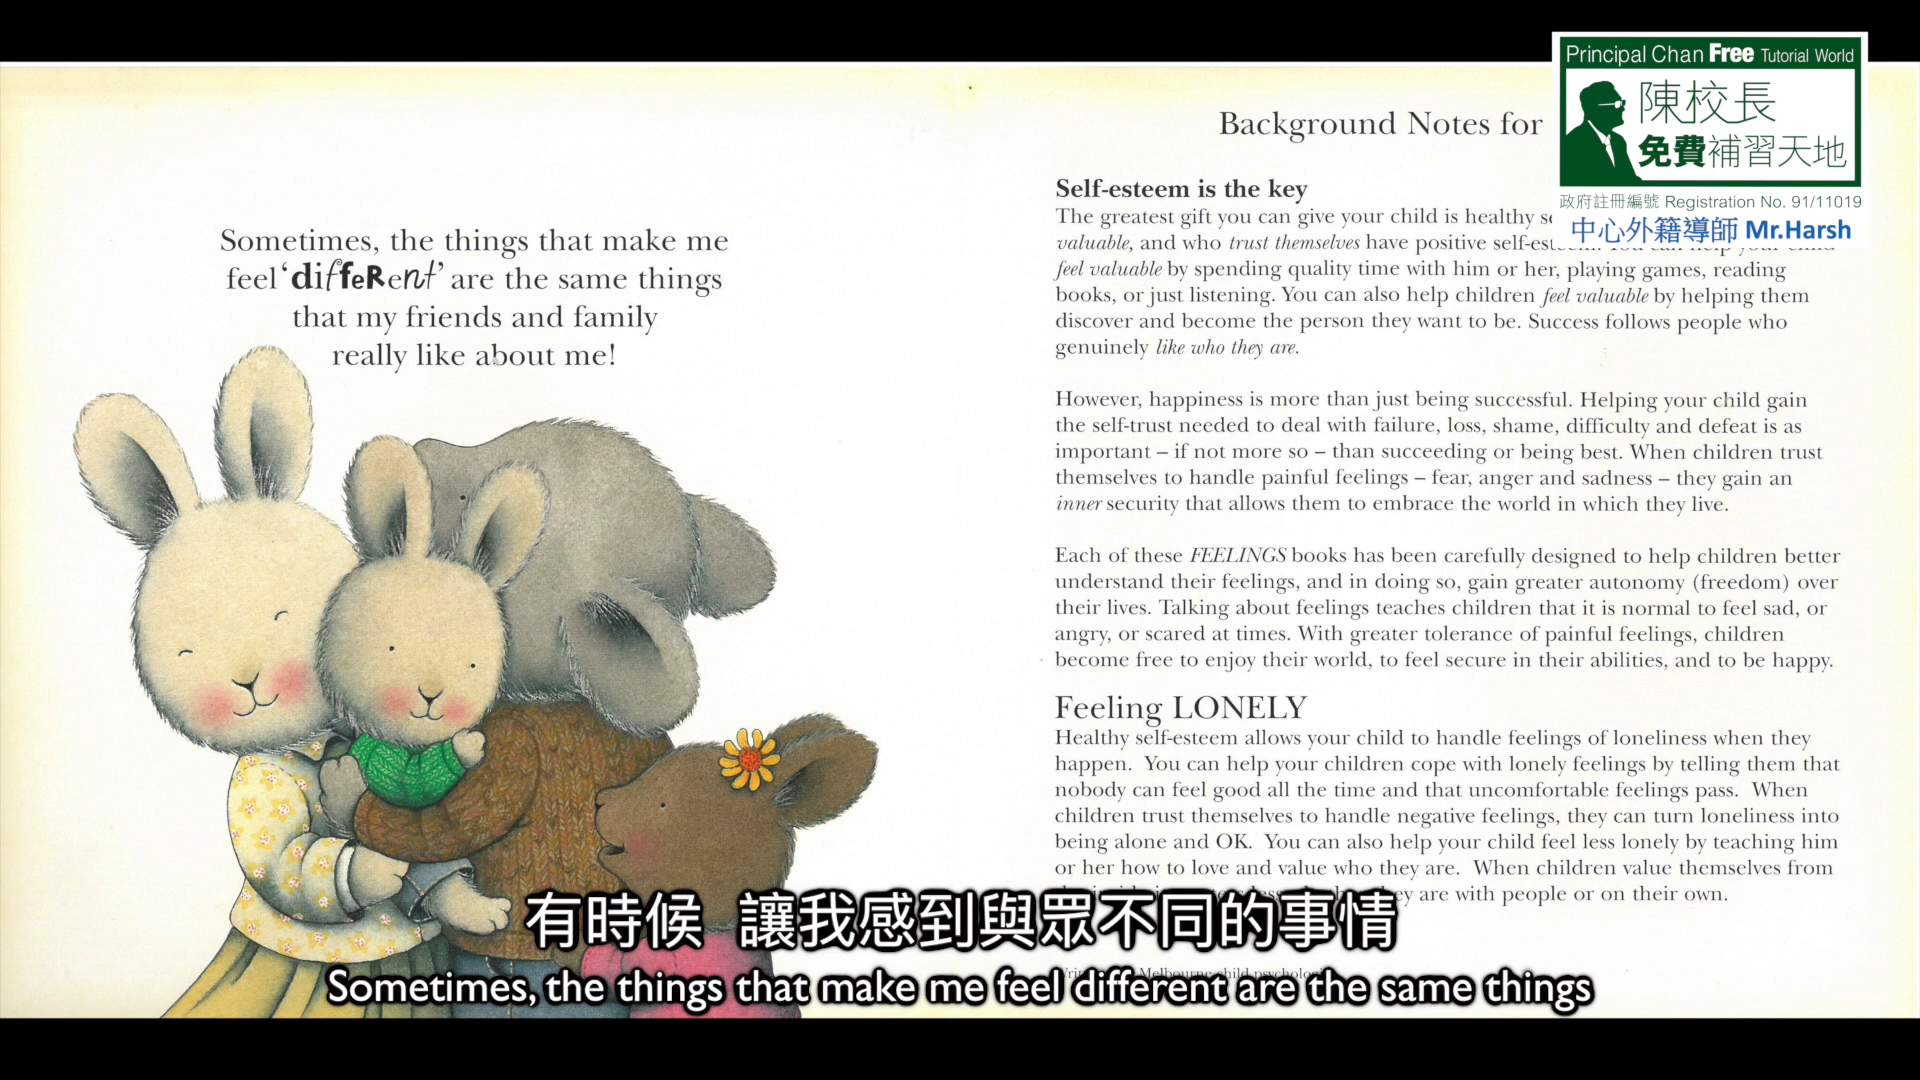 Sometimes, the things that make me
feel ‘diffeRent’ are the same things
that my friends and family
really like about me!
Background Notes for
Self-esteem is the key
The greatest gift you can give your child is healthy
valuable, and who trust themselves have positive
feel valuable by spending quality time with him or her, playing games, reading
books, or just listening. You can also help children feel valuable by helping them
discover and become the person they want to be. Success follows people who
genuinely like who they are.
However, happiness is more than just being successful. Helping your child gain
the self-trust needed to deal with failure, loss, shame, difficulty and defeat is as
important – if not more so – than succeeding or being best. When children trust
themselves to handle painful feelings – fear, anger and sadness – they gain an
inner security that allows them to embrace the world in which they live.
Each of these FEELINGS books has been carefully designed to help children better
understand their feelings, and in doing so, gain greater autonomy (freedom) over
their lives. Talking about feelings teaches children that it is normal to feel sad, or
angry, or scared at times. With greater tolerance of painful feelings, children
become free to enjoy their world, to feel secure in their abilities, and to be happy.
Feeling LONELY
Healthy self-esteem allows your child to handle feelings of loneliness when they
happen. You can help your children cope with lonely feelings by telling them that
nobody can feel good all the time and that uncomfortable feelings pass. When
children trust themselves to handle negative feelings, they can turn loneliness into
being alone and OK. You can also help your child feel less lonely by teaching him
or her how to love and value who they are. When children value themselves from
they are with people or on their own.
Melbourne child
Principal Chan Free Tutorial World
陳校長
免費補習天地
政府註冊編號 Registration No. 91/11019
中心外籍導師 Mr.Harsh
有時候 讓我感到與眾不同的事情
Sometimes, the things that make me feel different are the same things